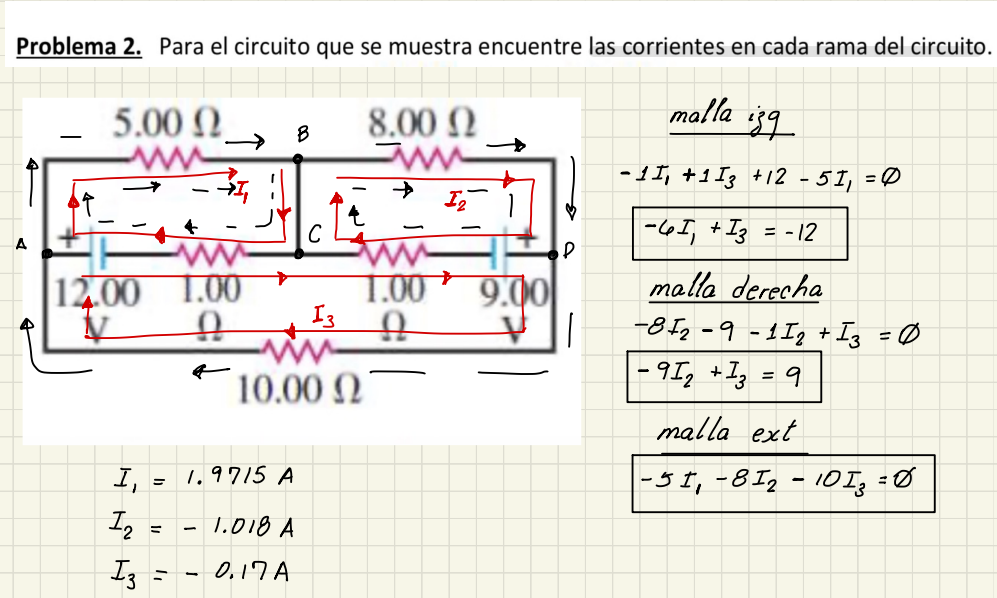 Problema 2. Para el circuito que se muestra encuentre las corrientes en cada rama del circuito.
5.00 Ω
B
8.00 Ω
I₁
I₂
A
+
C
+
D
12.00 V
1.00 Ω
1.00 Ω
9.00 V
I₃
10.00 Ω
malla izq
-1I₁ +1I₃ +12 - 5I₁ = ∅
-6I₁ + I₃ = -12
malla derecha
-8I₂ - 9 - 1I₂ + I₃ = ∅
-9I₂ + I₃ = 9
malla ext
-5I₁ - 8I₂ - 10I₃ = ∅
I₁ = 1.9715 A
I₂ = - 1.018 A
I₃ = - 0.17 A